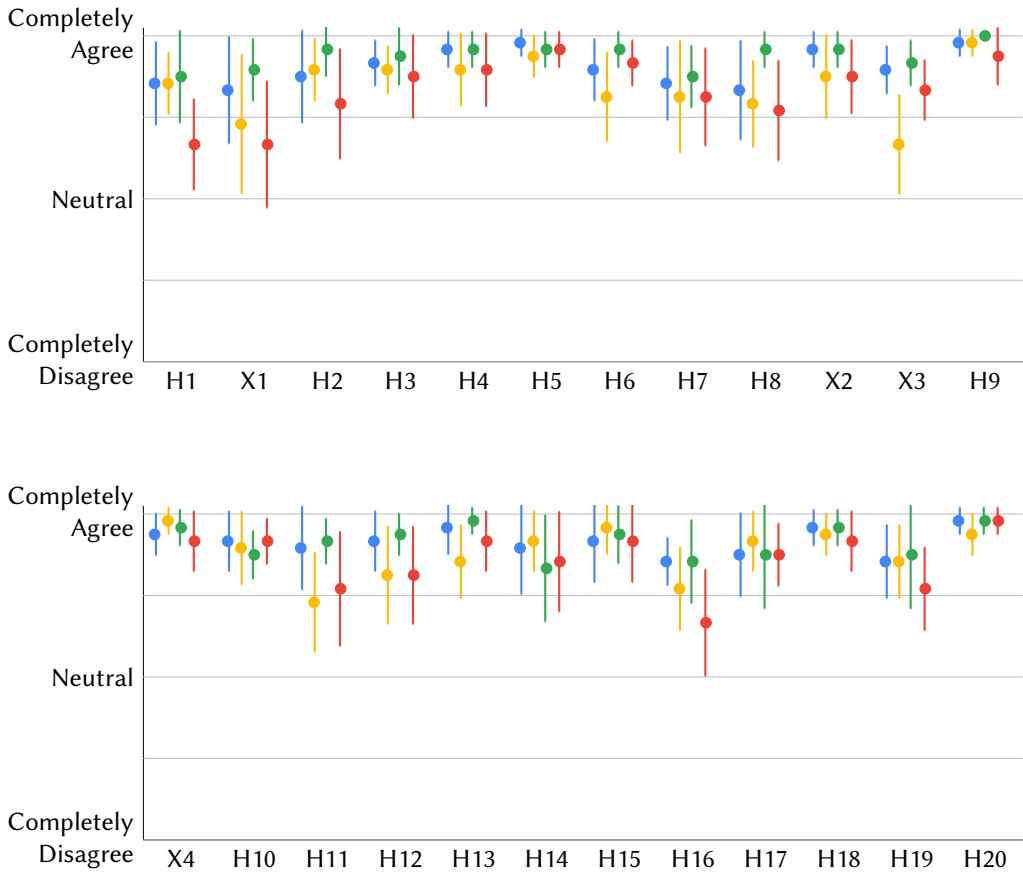 Completely
Agree
Neutral
Completely
Disagree
H1 X1 H2 H3 H4 H5 H6 H7 H8 X2 X3 H9
Completely
Agree
Neutral
Completely
Disagree
X4 H10 H11 H12 H13 H14 H15 H16 H17 H18 H19 H20